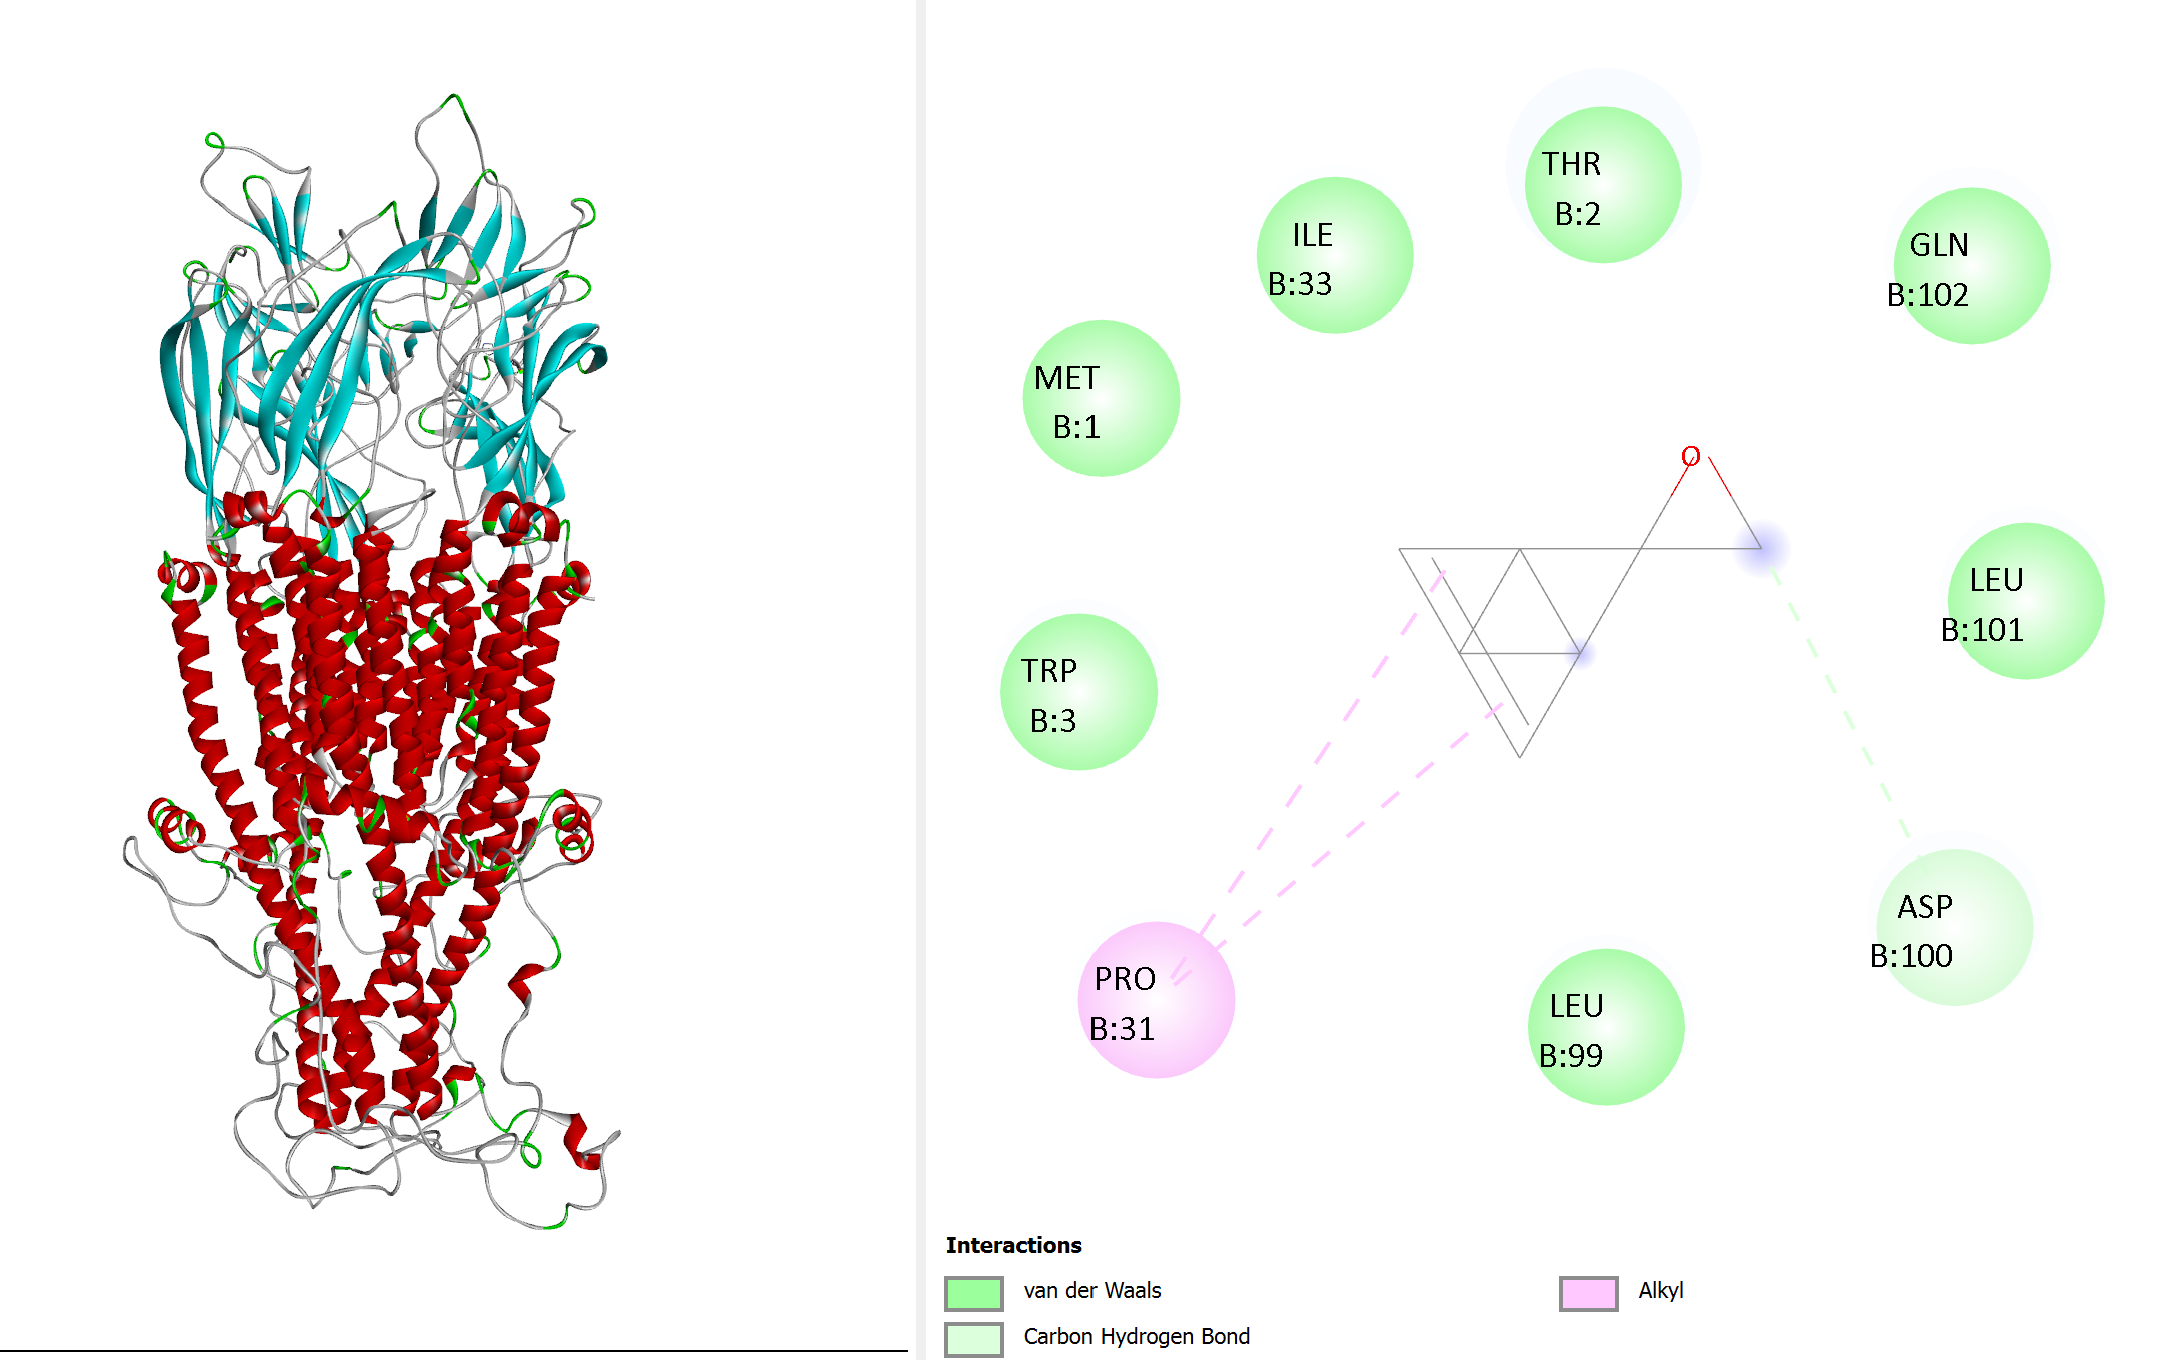 THR
B:2
ILE
B:33
GLN
B:102
MET
B:1
O
LEU
B:101
TRP
B:3
ASP
B:100
PRO
B:31
LEU
B:99
Interactions
van der Waals
Alkyl
Carbon Hydrogen Bond